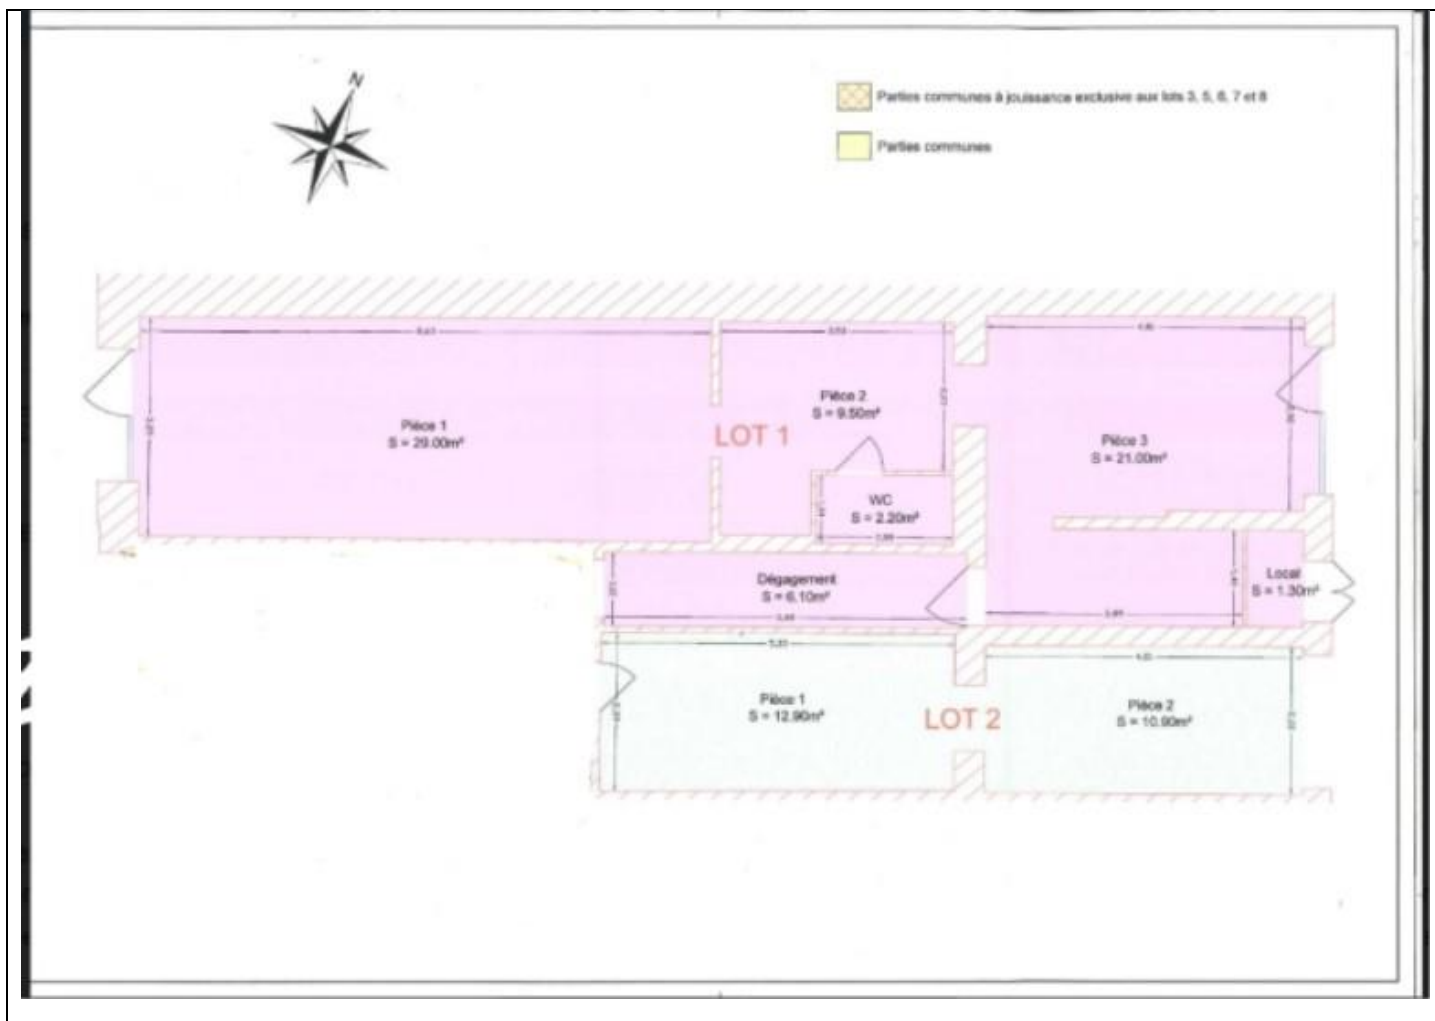 N
Parties communes à jouissance exclusive aux lots 3, 5, 6, 7 et 8
Parties communes
Pièce 1
S = 29.00m²
LOT 1
Pièce 2
S = 9.50m²
WC
S = 2.20m²
Pièce 3
S = 21.00m²
Dégagement
S = 6.10m²
Local
S = 1.30m²
Pièce 1
S = 12.90m²
LOT 2
Pièce 2
S = 10.90m²